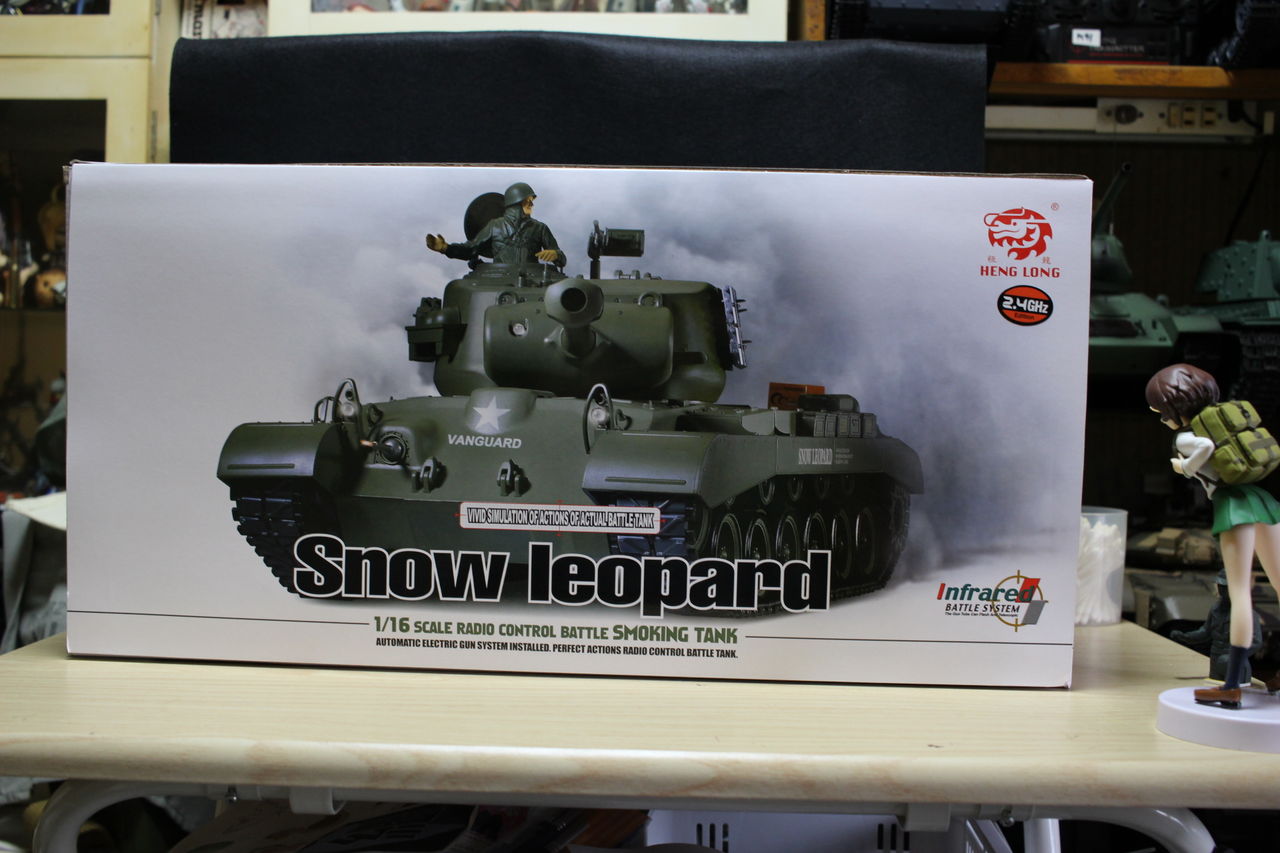 ®
HENG LONG
2.4GHz
Edition
VANGUARD
SNOW LEOPARD
VIVID SIMULATION OF ACTIONS OF ACTUAL BATTLE TANK
Snow leopard
Infrared
BATTLE SYSTEM
1/16 SCALE RADIO CONTROL BATTLE SMOKING TANK
AUTOMATIC ELECTRIC GUN SYSTEM INSTALLED. PERFECT ACTIONS RADIO CONTROL BATTLE TANK.